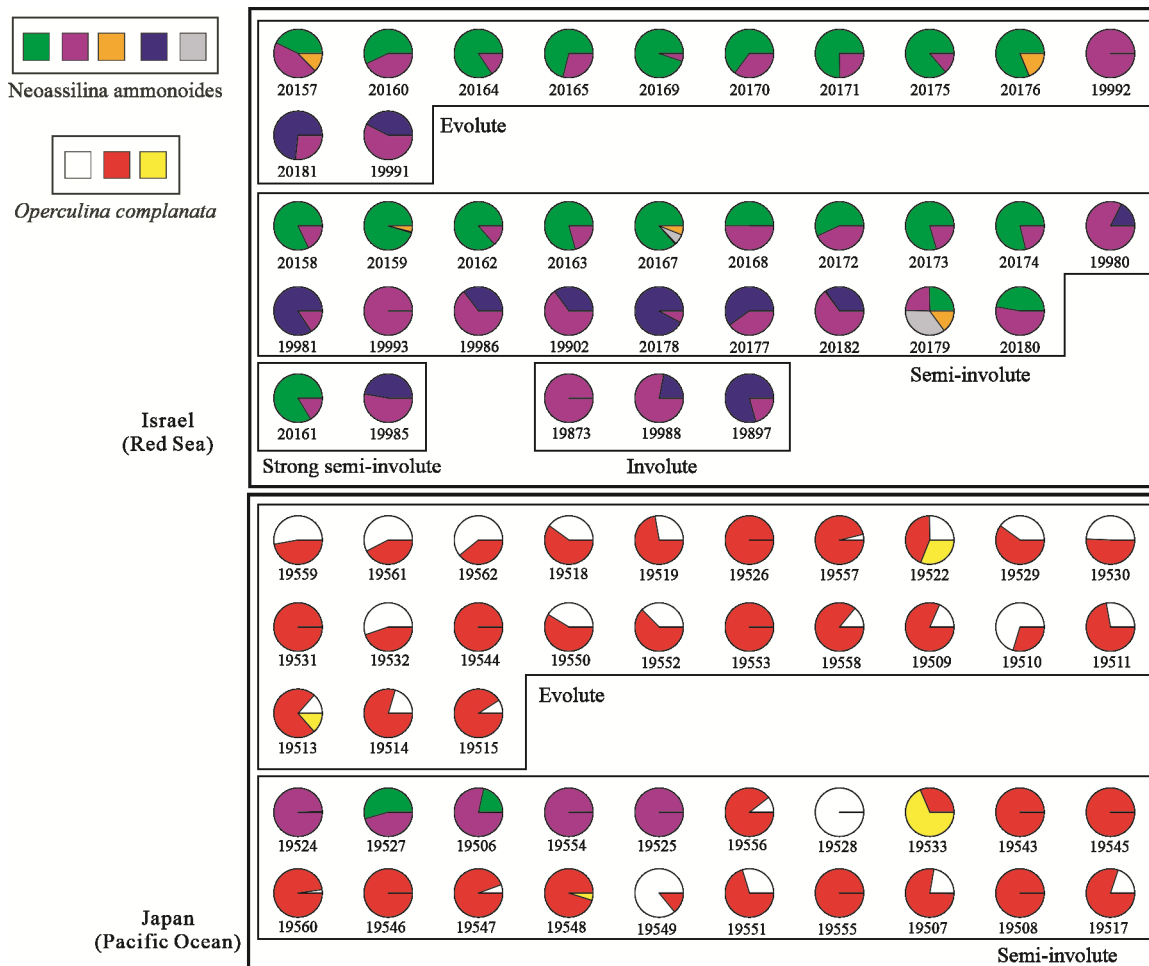 Neoassilina ammonoides
Operculina complanata
20157 20160 20164 20165 20169 20170 20171 20175 20176 19992
Evolute
20181 19991
20158 20159 20162 20163 20167 20168 20172 20173 20174 19980
19981 19993 19986 19902 20178 20177 20182 20179 20180
Semi-involute
20161 19985 19873 19988 19897
Israel
(Red Sea)
Strong semi-involute
Involute
19559 19561 19562 19518 19519 19526 19557 19522 19529 19530
19531 19532 19544 19550 19552 19553 19558 19509 19510 19511
Evolute
19513 19514 19515
19524 19527 19506 19554 19525 19556 19528 19533 19543 19545
19560 19546 19547 19548 19549 19551 19555 19507 19508 19517
Japan
(Pacific Ocean)
Semi-involute